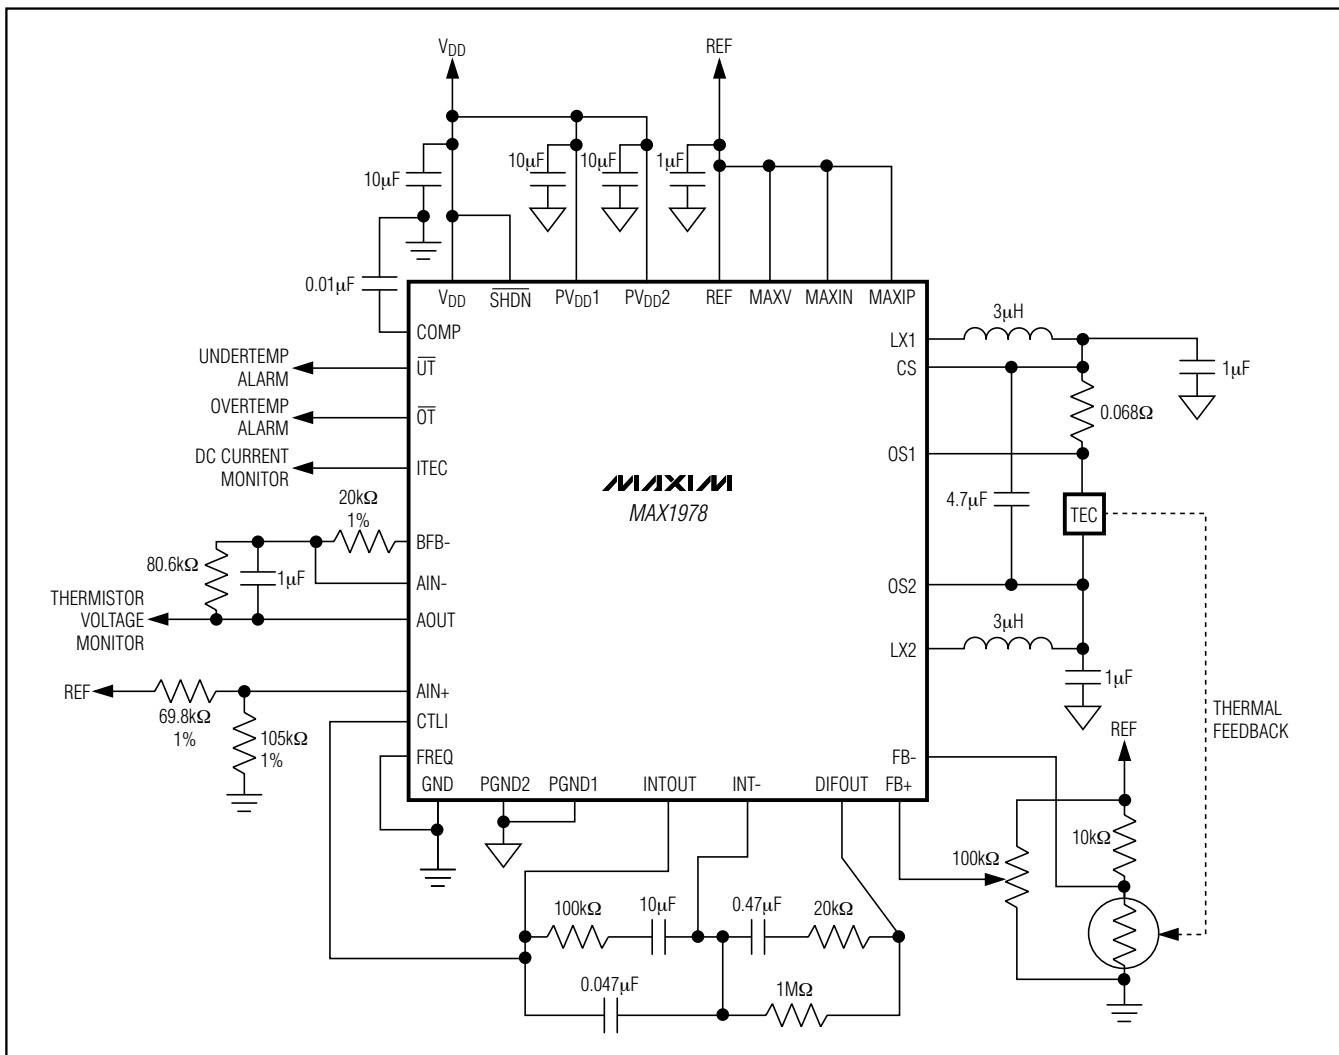 VDD
REF
10µF
10µF
10µF
1µF
0.01µF
VDD
SHDN
PVDD1
PVDD2
REF
MAXV
MAXIN
MAXIP
COMP
UNDERTEMP
ALARM
UT
OVERTEMP
ALARM
OT
DC CURRENT
MONITOR
ITEC
20kΩ
1%
BFB-
80.6kΩ
1µF
AIN-
THERMISTOR
VOLTAGE
MONITOR
AOUT
REF
69.8kΩ
1%
AIN+
105kΩ
1%
CTLI
FREQ
GND
PGND2
PGND1
INTOUT
INT-
DIFOUT
FB+
FB-
MAXIM
MAX1978
LX1
3µH
CS
1µF
0.068Ω
OS1
4.7µF
TEC
OS2
3µH
LX2
1µF
THERMAL
FEEDBACK
REF
10kΩ
100kΩ
100kΩ
10µF
0.47µF
20kΩ
0.047µF
1MΩ